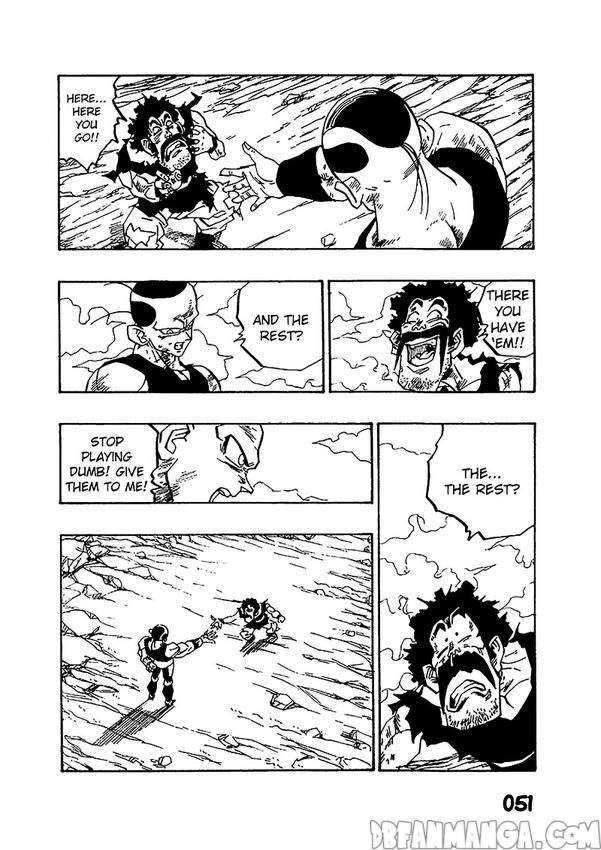 HERE...
HERE
YOU
GO!!
THERE
YOU
HAVE
'EM!!
AND THE
REST?
THE...
THE REST?
STOP
PLAYING
DUMB! GIVE
THEM TO ME!
051
DBFANMANGA.COM